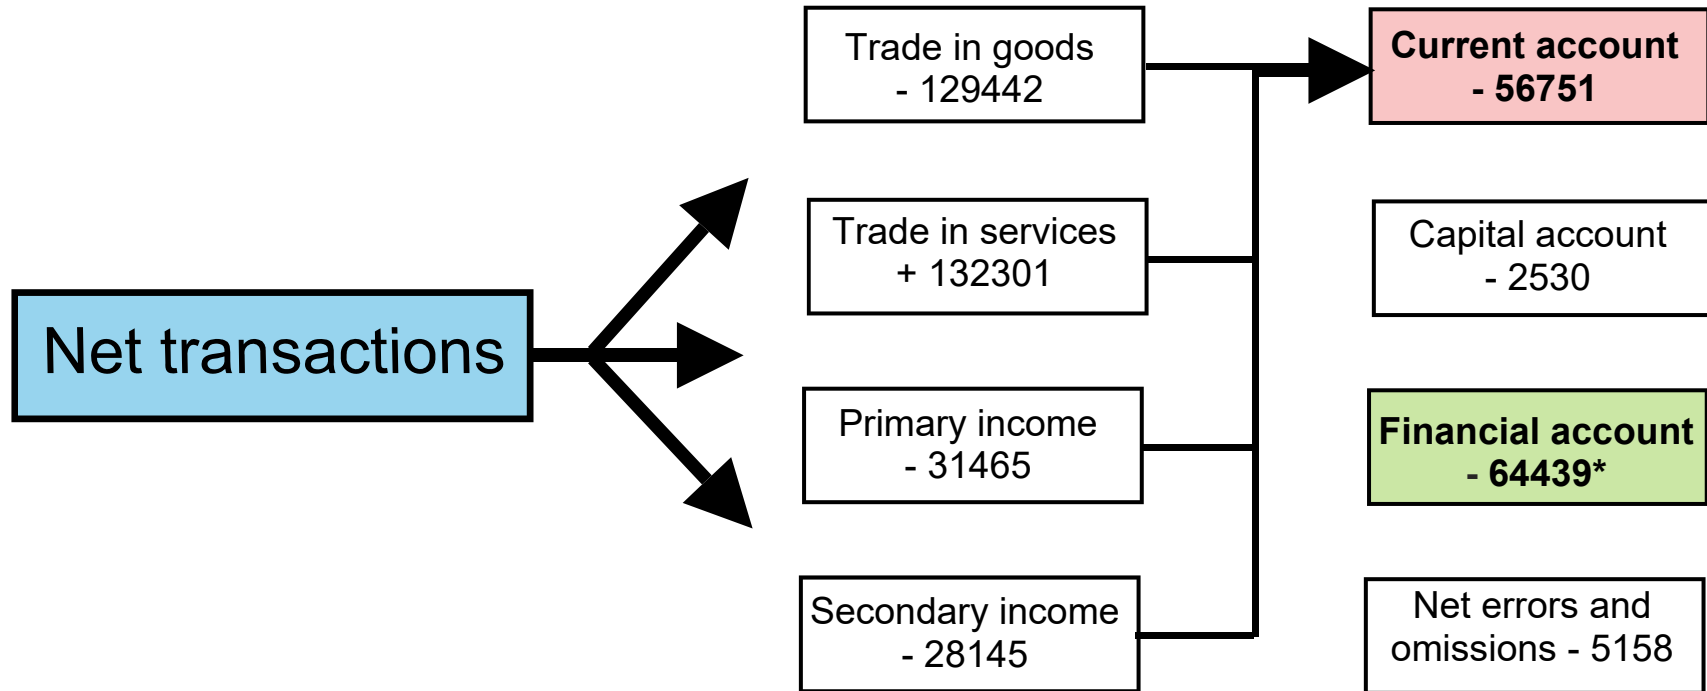 Net transactions
Trade in goods
- 129442
Trade in services
+ 132301
Primary income
- 31465
Secondary income
- 28145
Current account
- 56751
Capital account
- 2530
Financial account
- 64439*
Net errors and
omissions - 5158